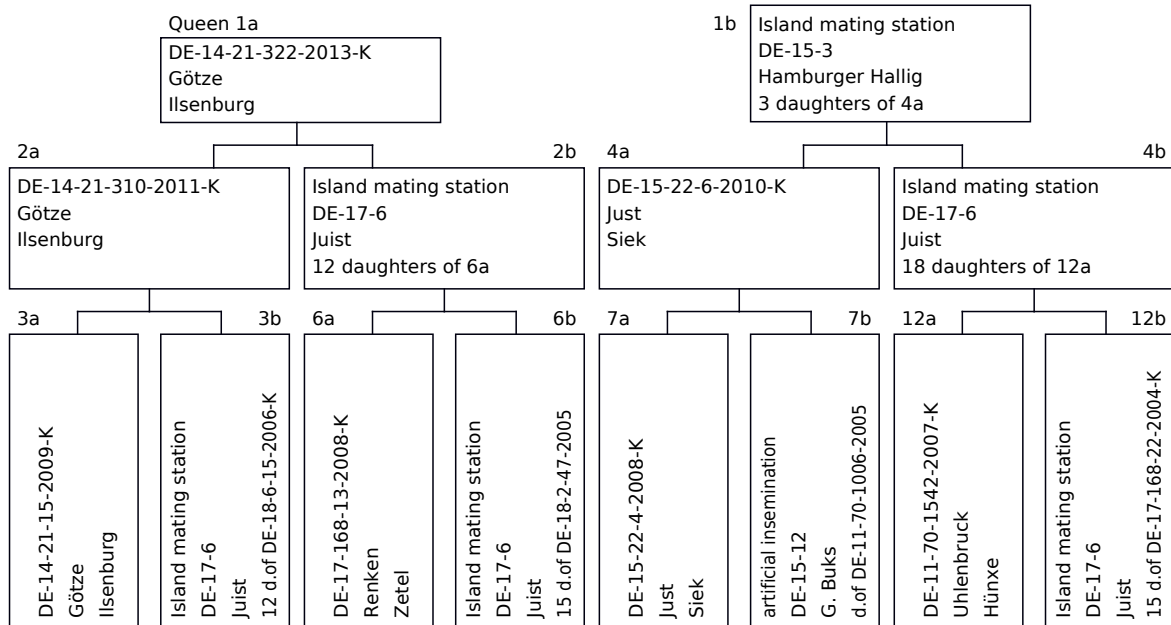 Queen 1a
DE-14-21-322-2013-K
Götze
Ilsenburg
1b
Island mating station
DE-15-3
Hamburger Hallig
3 daughters of 4a
2a
DE-14-21-310-2011-K
Götze
Ilsenburg
2b
Island mating station
DE-17-6
Juist
12 daughters of 6a
4a
DE-15-22-6-2010-K
Just
Siek
4b
Island mating station
DE-17-6
Juist
18 daughters of 12a
3a
DE-14-21-15-2009-K
Götze
Ilsenburg
3b
Island mating station
DE-17-6
Juist
12 d.of DE-18-6-15-2006-K
6a
DE-17-168-13-2008-K
Renken
Zetel
6b
Island mating station
DE-17-6
Juist
15 d.of DE-18-2-47-2005
7a
DE-15-22-4-2008-K
Just
Siek
7b
artificial insemination
DE-15-12
G. Buks
d.of DE-11-70-1006-2005
12a
DE-11-70-1542-2007-K
Uhlenbruck
Hünxe
12b
Island mating station
DE-17-6
Juist
15 d.of DE-17-168-22-2004-K